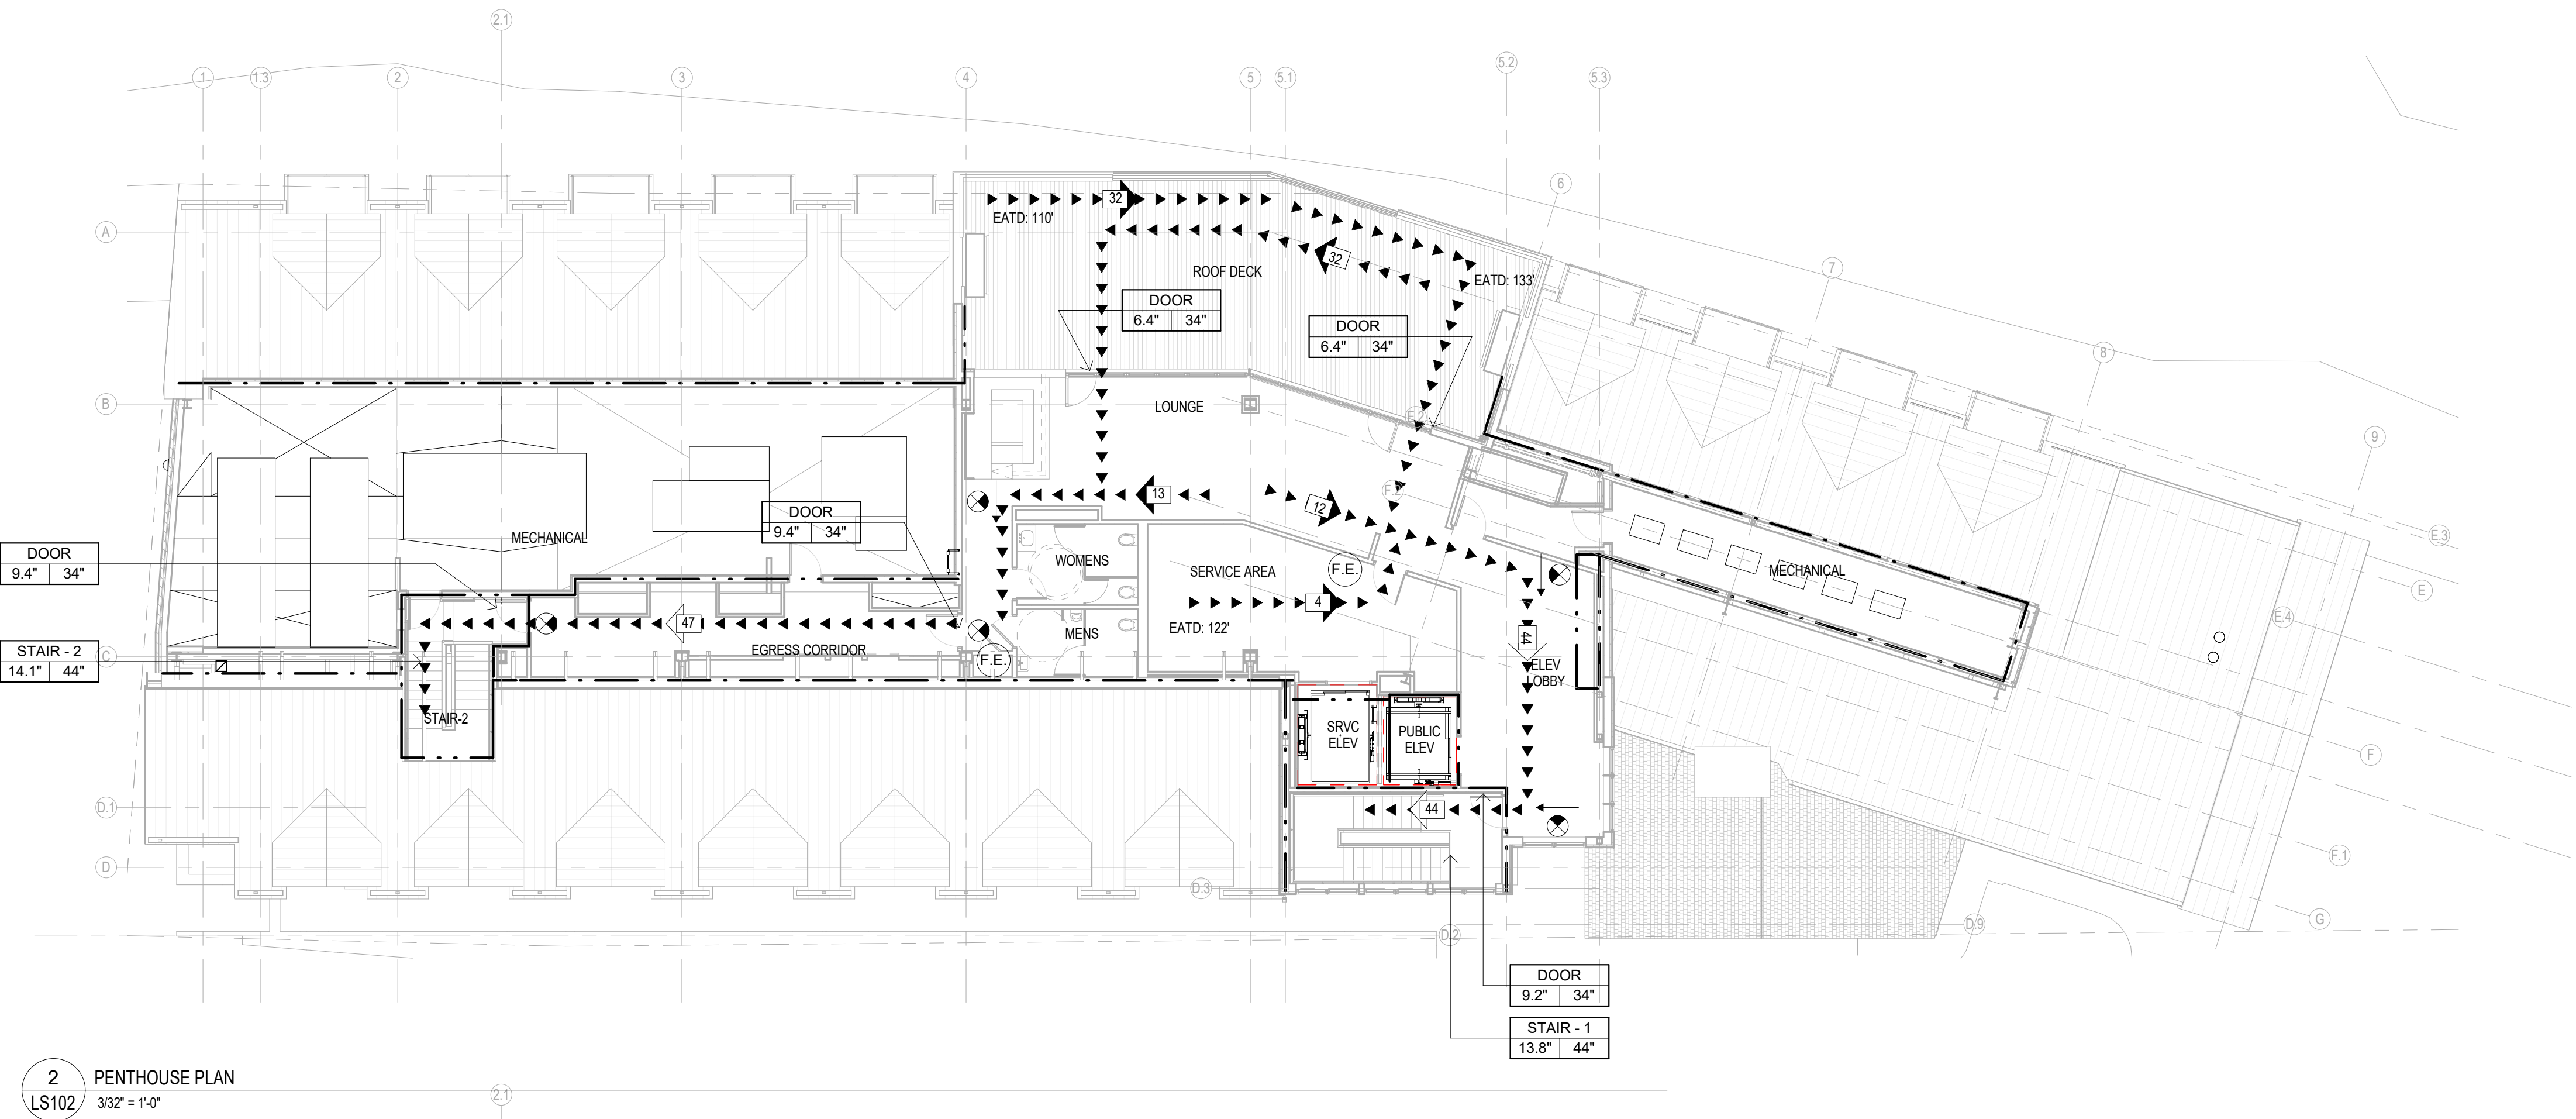 2.1
1
1.3
2
3
4
5
5.1
5.2
5.3
6
7
8
9
A
B
C
D.1
D
32
EATD: 110'
32
ROOF DECK
EATD: 133'
DOOR
6.4" 34"
DOOR
6.4" 34"
LOUNGE
F.2
F.2
13
12
DOOR
9.4" 34"
MECHANICAL
DOOR
9.4" 34"
WOMENS
SERVICE AREA
F.E.
MECHANICAL
4
EATD: 122'
MENS
47
EGRESS CORRIDOR
F.E.
44
ELEV
LOBBY
STAIR - 2
14.1" 44"
STAIR-2
SRVC
ELEV
PUBLIC
ELEV
44
E.3
E
E.4
F
F.1
G
D.3
D.2
D.9
DOOR
9.2" 34"
STAIR - 1
13.8" 44"
2
LS102
PENTHOUSE PLAN
3/32" = 1'-0"
2.1